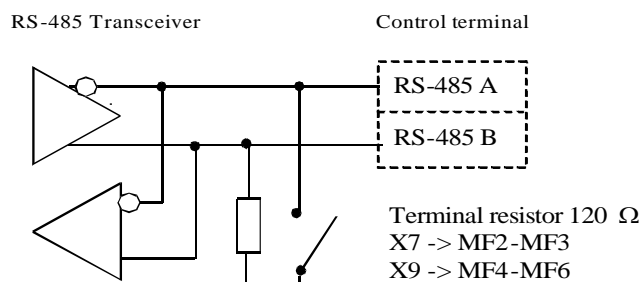 RS-485 Transceiver
Control terminal
RS-485 A
RS-485 B
Terminal resistor 120 Ω
X7 -> MF2-MF3
X9 -> MF4-MF6